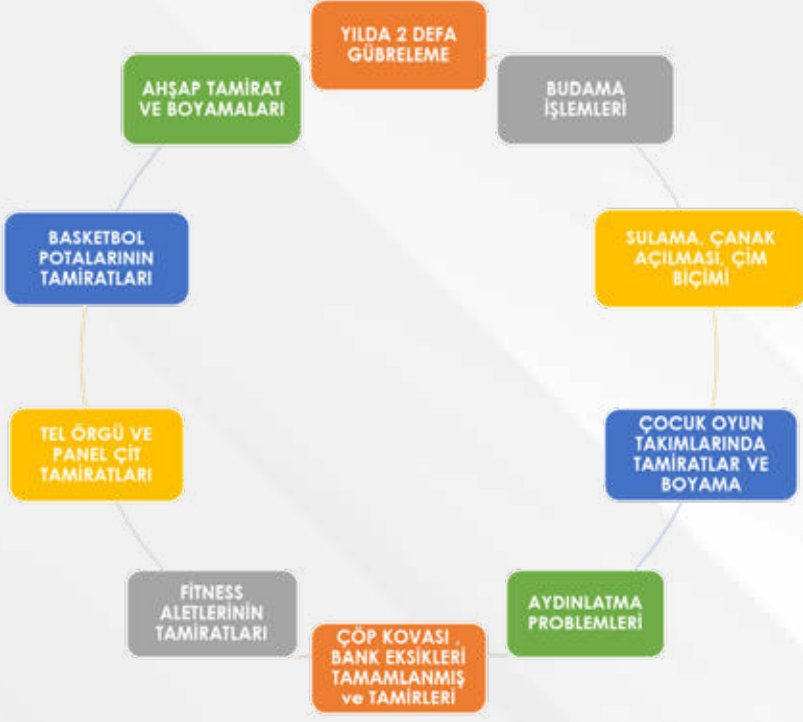 YILDA 2 DEFA
GÜBRELEME
BUDAMA
İŞLEMLERİ
SULAMA, ÇANAK
AÇILMASI, ÇİM
BİÇİMİ
ÇOCUK OYUN
TAKIMLARINDA
TAMİRATLAR VE
BOYAMA
AYDINLATMA
PROBLEMLERİ
ÇÖP KOVASI ,
BANK EKSİKLERİ
TAMAMLANMIŞ
ve TAMİRLERİ
FİTNESS
ALETLERİNİN
TAMİRATLARI
TEL ÖRGÜ VE
PANEL ÇİT
TAMİRATLARI
BASKETBOL
POTALARININ
TAMİRATLARI
AHŞAP TAMİRAT
VE BOYAMALARI